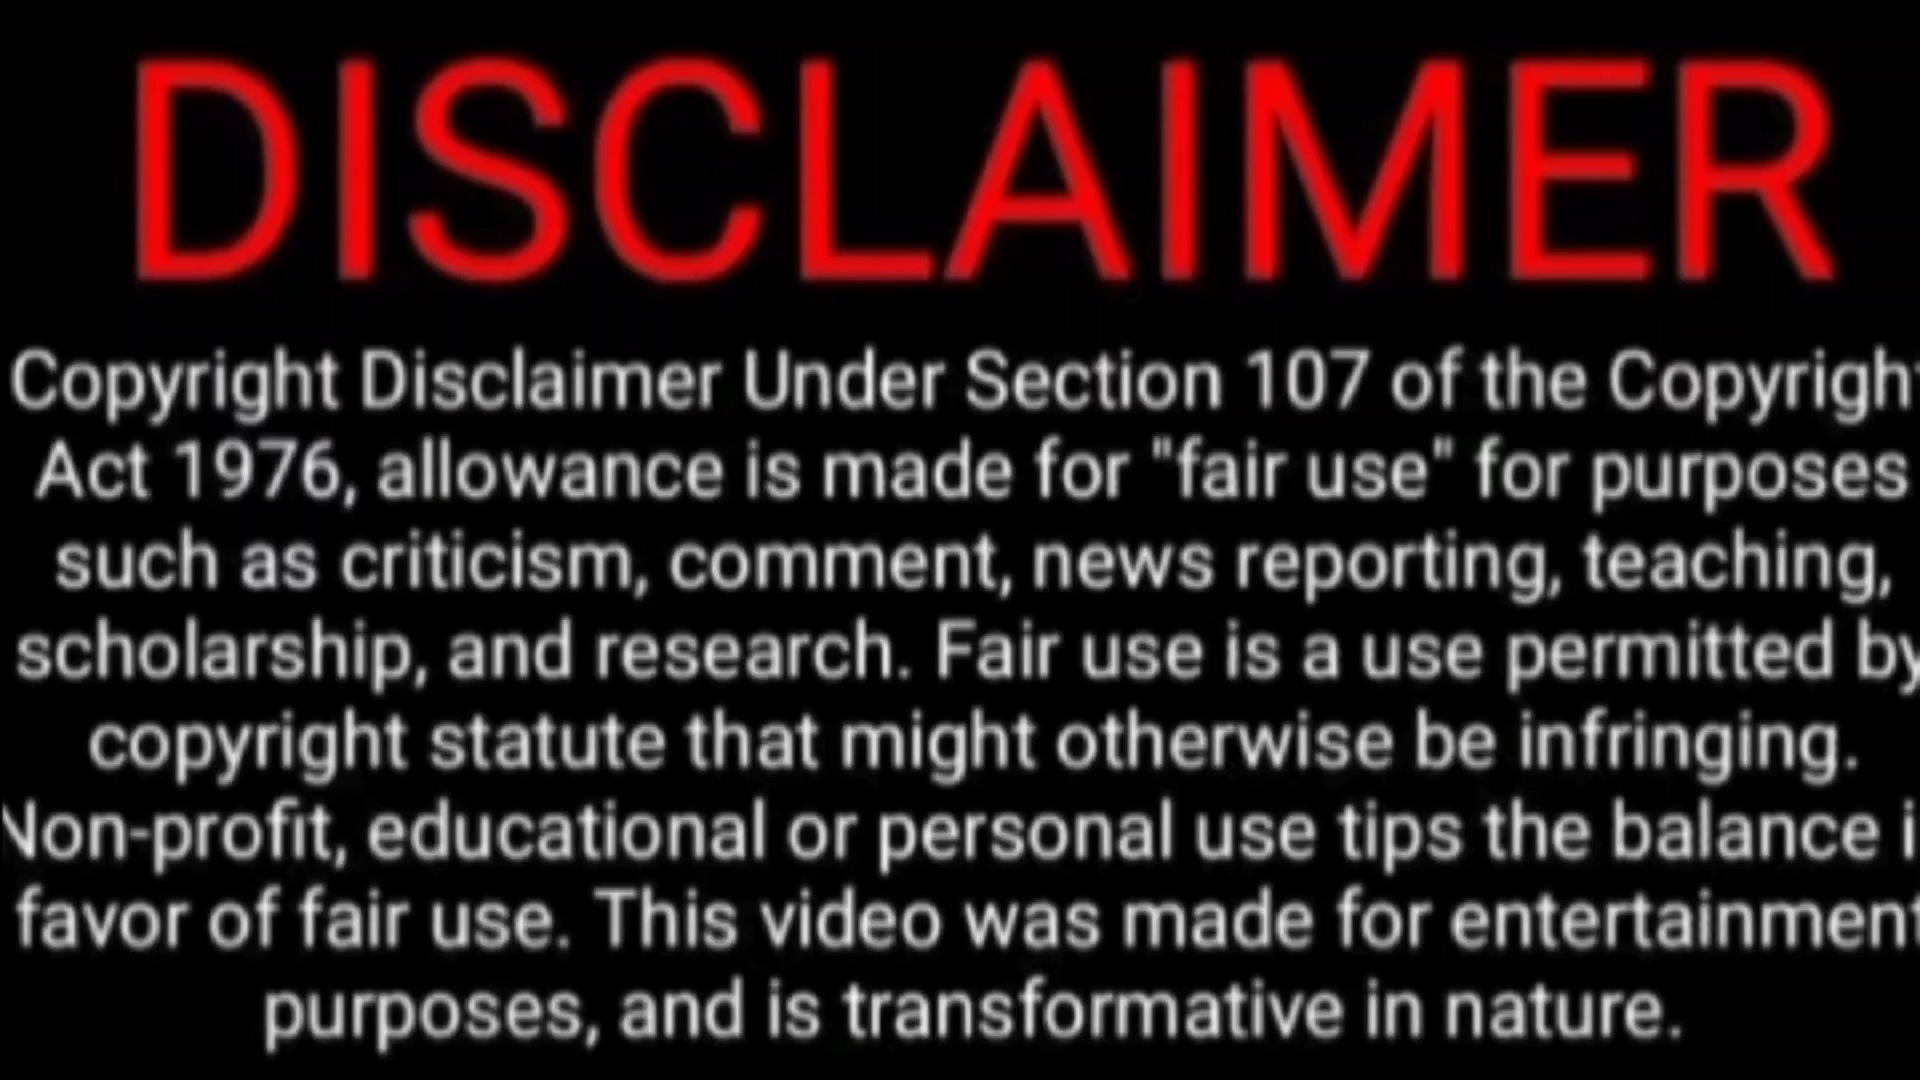 DISCLAIMER
Copyright Disclaimer Under Section 107 of the Copyright
Act 1976, allowance is made for "fair use" for purposes
such as criticism, comment, news reporting, teaching,
scholarship, and research. Fair use is a use permitted by
copyright statute that might otherwise be infringing.
Non-profit, educational or personal use tips the balance i
favor of fair use. This video was made for entertainment
purposes, and is transformative in nature.